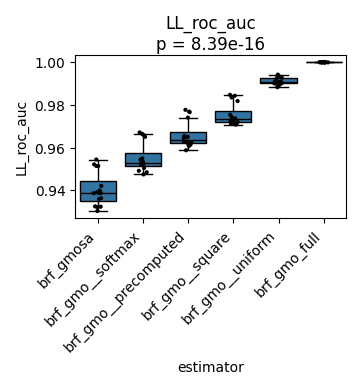 LL_roc_auc
p = 8.39e-16
LL_roc_auc
1.00
0.98
0.96
0.94
brf_gmosa
brf_gmo__softmax
brf_gmo__precomputed
brf_gmo__square
brf_gmo__uniform
brf_gmo_full
estimator